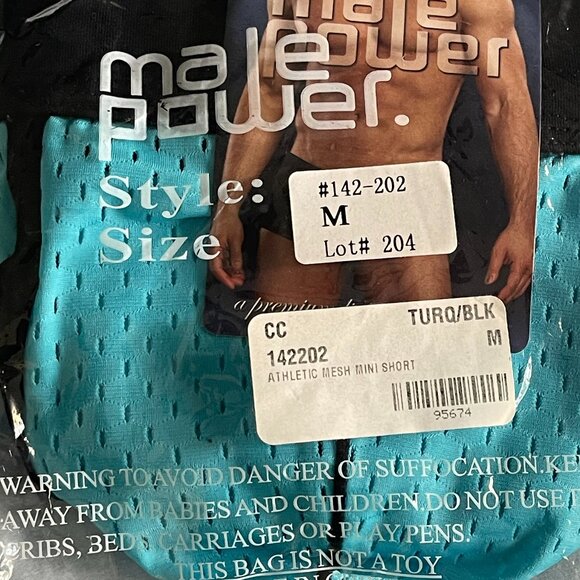 male
power
male
power.
Style:
Size
#142-202
M
Lot# 204
a premium
CC TURQ/BLK
142202 M
ATHLETIC MESH MINI SHORT
95674
WARNING TO AVOID DANGER OF SUFFOCATION.KE
AWAY FROM BABIES AND CHILDREN.DO NOT USE
CRIBS, BEDS, CARRIAGES OR PLAY PENS.
THIS BAG IS NOT A TOY